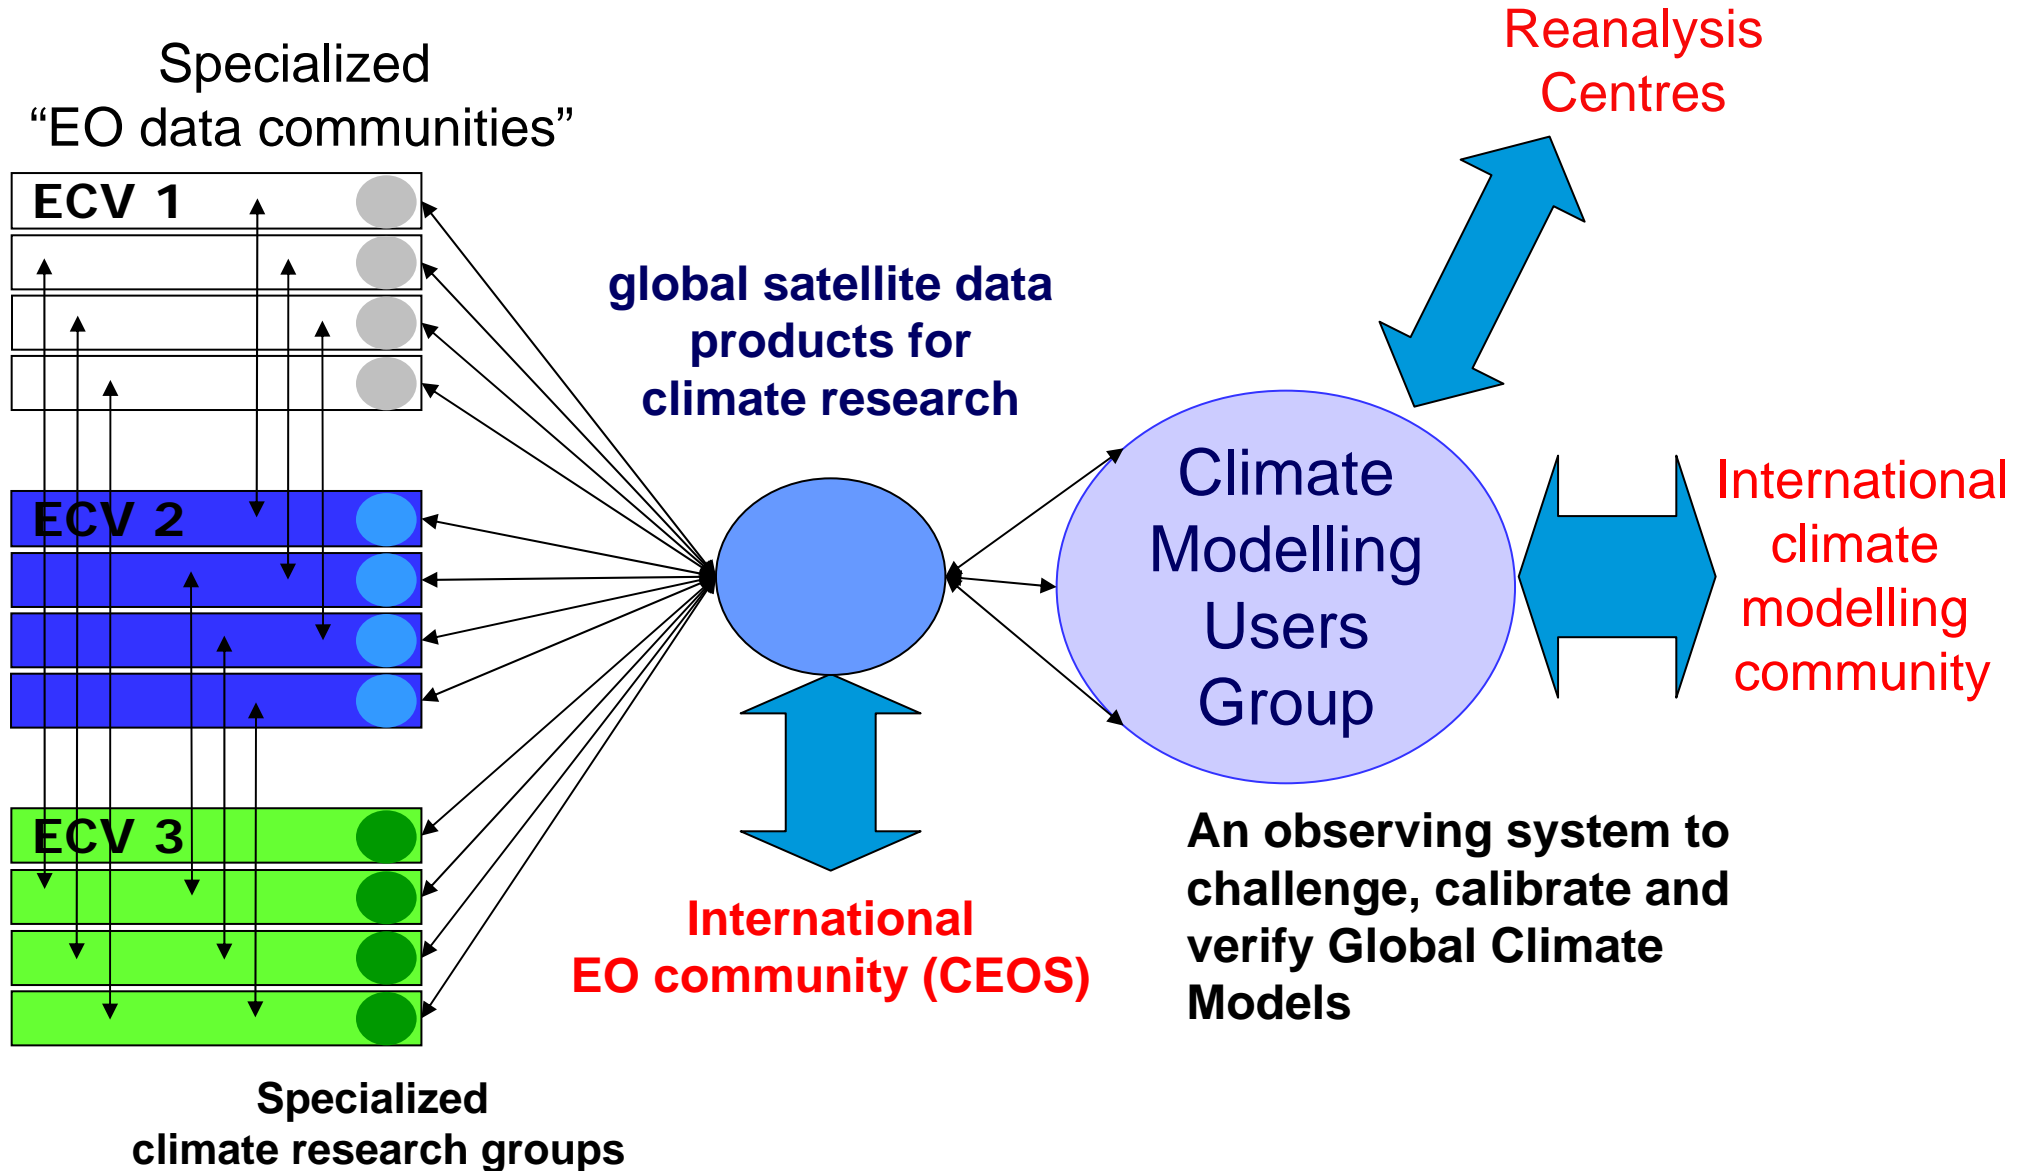 Specialized
“EO data communities”
ECV 1
ECV 2
ECV 3
Specialized
climate research groups
global satellite data
products for
climate research
International
EO community (CEOS)
Reanalysis
Centres
Climate
Modelling
Users
Group
International
climate
modelling
community
An observing system to
challenge, calibrate and
verify Global Climate
Models